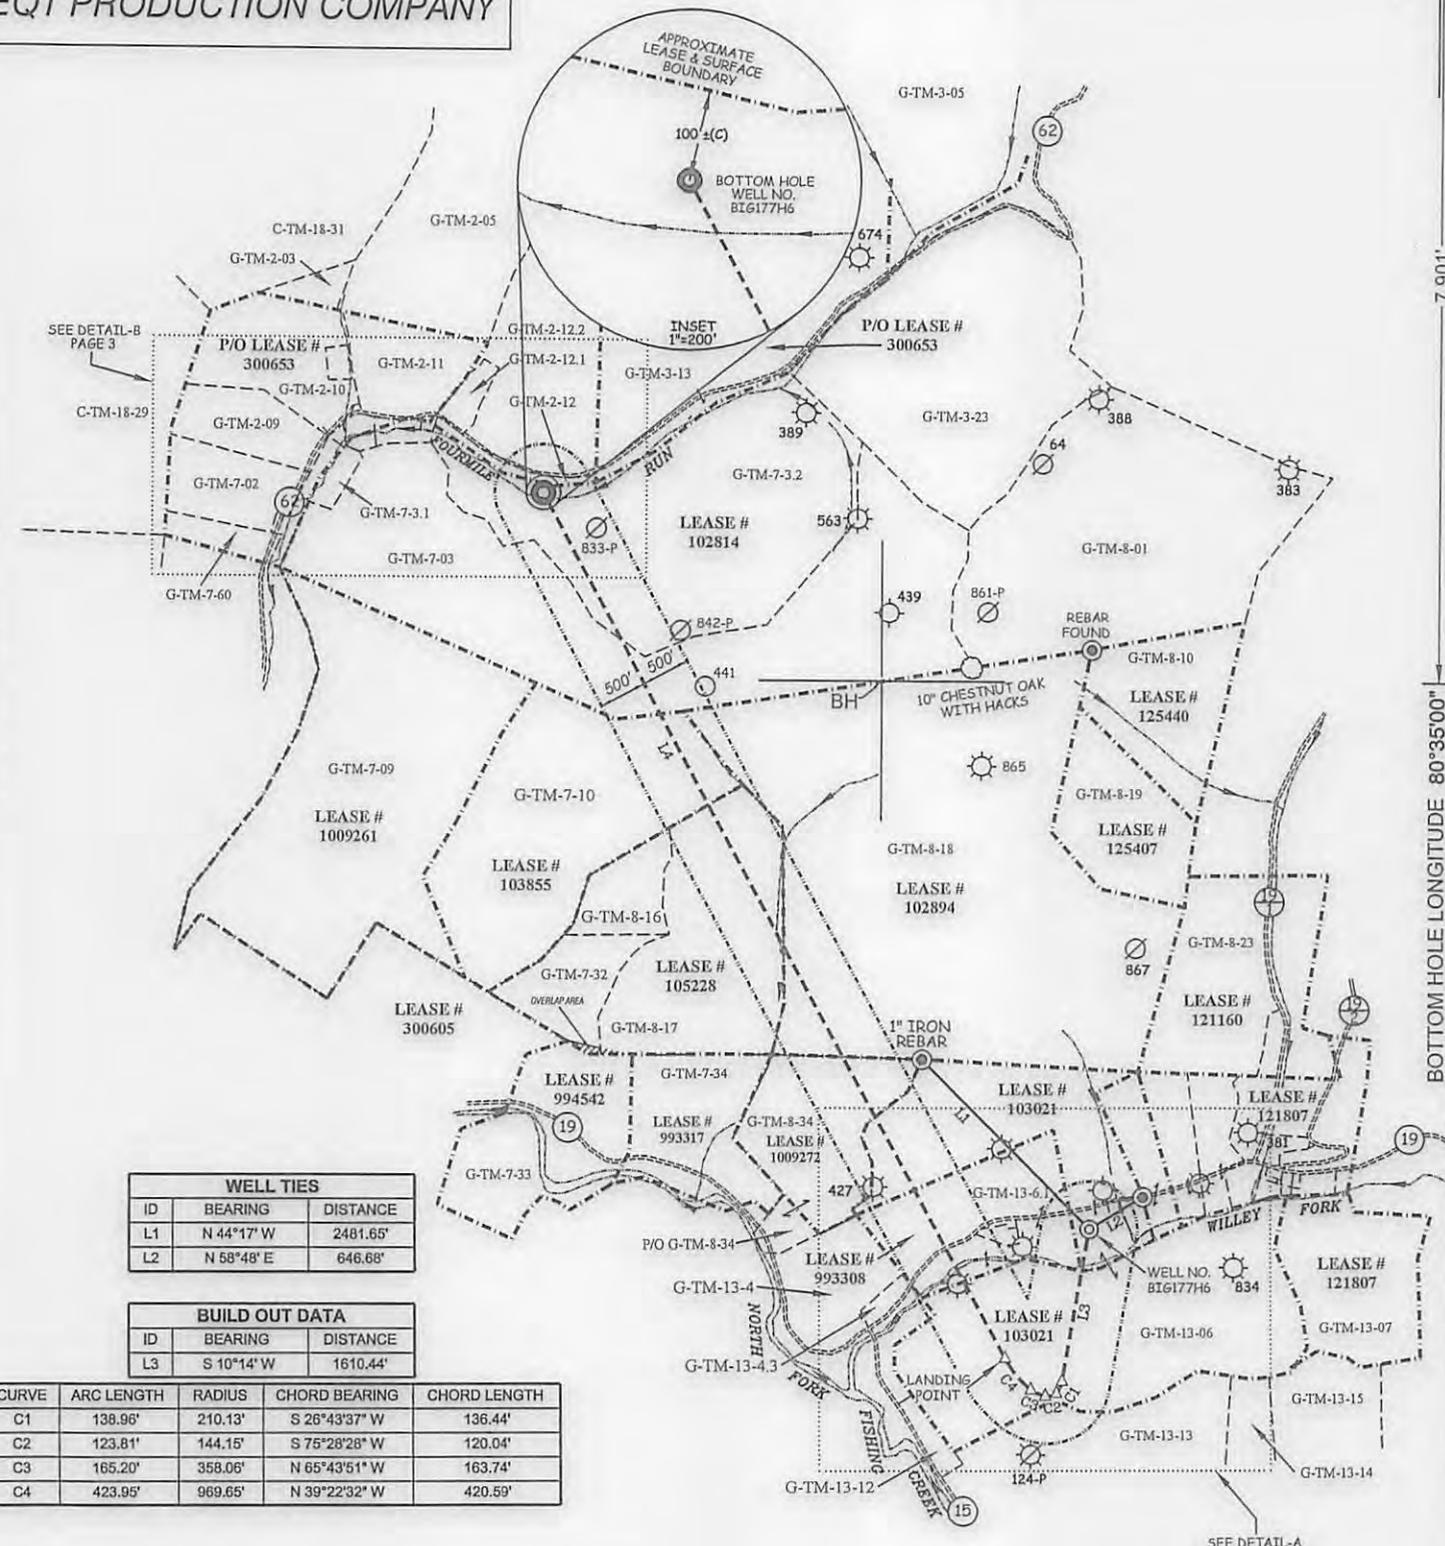 EQT PRODUCTION COMPANY
APPROXIMATE
LEASE & SURFACE
BOUNDARY
G-TM-3-05
62
100'±(C)
BOTTOM HOLE
WELL NO.
BIG177H6
G-TM-2-05
C-TM-18-31
G-TM-2-03
674
7,901'
SEE DETAIL-B
PAGE 3
P/O LEASE #
300653
G-TM-2-12.2
INSET
1"=200'
P/O LEASE #
300653
G-TM-2-11
G-TM-2-12.1
G-TM-3-13
G-TM-2-10
C-TM-18-29
G-TM-2-09
G-TM-2-12
389
G-TM-3-23
388
64
FOURMILE
RUN
G-TM-7-02
62
G-TM-7-3.1
G-TM-7-3.2
383
LEASE #
102814
563
833-P
G-TM-7-03
G-TM-8-01
G-TM-7-60
439
861-P
842-P
REBAR
FOUND
G-TM-8-10
500'
500'
441
BH
10" CHESTNUT OAK
WITH HACKS
LEASE #
125440
BOTTOM HOLE LONGITUDE 80°35'00"
L4
G-TM-7-09
LEASE #
1009261
G-TM-7-10
865
G-TM-8-19
LEASE #
125407
LEASE #
103855
G-TM-8-18
LEASE #
102894
G-TM-8-16
19
2
G-TM-8-23
867
G-TM-7-32
LEASE #
105228
OVERLAP AREA
LEASE #
300605
LEASE #
121160
19
2
G-TM-8-17
1" IRON
REBAR
G-TM-7-34
LEASE #
994542
LEASE #
103021
LEASE #
121807
L1
19
LEASE #
993317
G-TM-8-34
LEASE #
1009272
381
19
G-TM-7-33
427
G-TM-13-6.1
WILLEY
FORK
L2
P/O G-TM-8-34
LEASE #
993308
WELL NO.
BIG177H6
834
LEASE #
121807
G-TM-13-4
NORTH
FORK
LEASE #
103021
L3
G-TM-13-06
G-TM-13-07
G-TM-13-4.3
LANDING
POINT
C4
C3
C2
C1
G-TM-13-15
FISHING
CREEK
G-TM-13-13
124-P
G-TM-13-14
G-TM-13-12
15
SEE DETAIL-A
WELL TIES
ID BEARING DISTANCE
L1 N 44°17' W 2481.65'
L2 N 58°48' E 646.68'
BUILD OUT DATA
ID BEARING DISTANCE
L3 S 10°14' W 1610.44'
CURVE ARC LENGTH RADIUS CHORD BEARING CHORD LENGTH
C1 138.96' 210.13' S 26°43'37" W 136.44'
C2 123.81' 144.15' S 75°28'28" W 120.04'
C3 165.20' 358.06' N 65°43'51" W 163.74'
C4 423.95' 969.65' N 39°22'32" W 420.59'